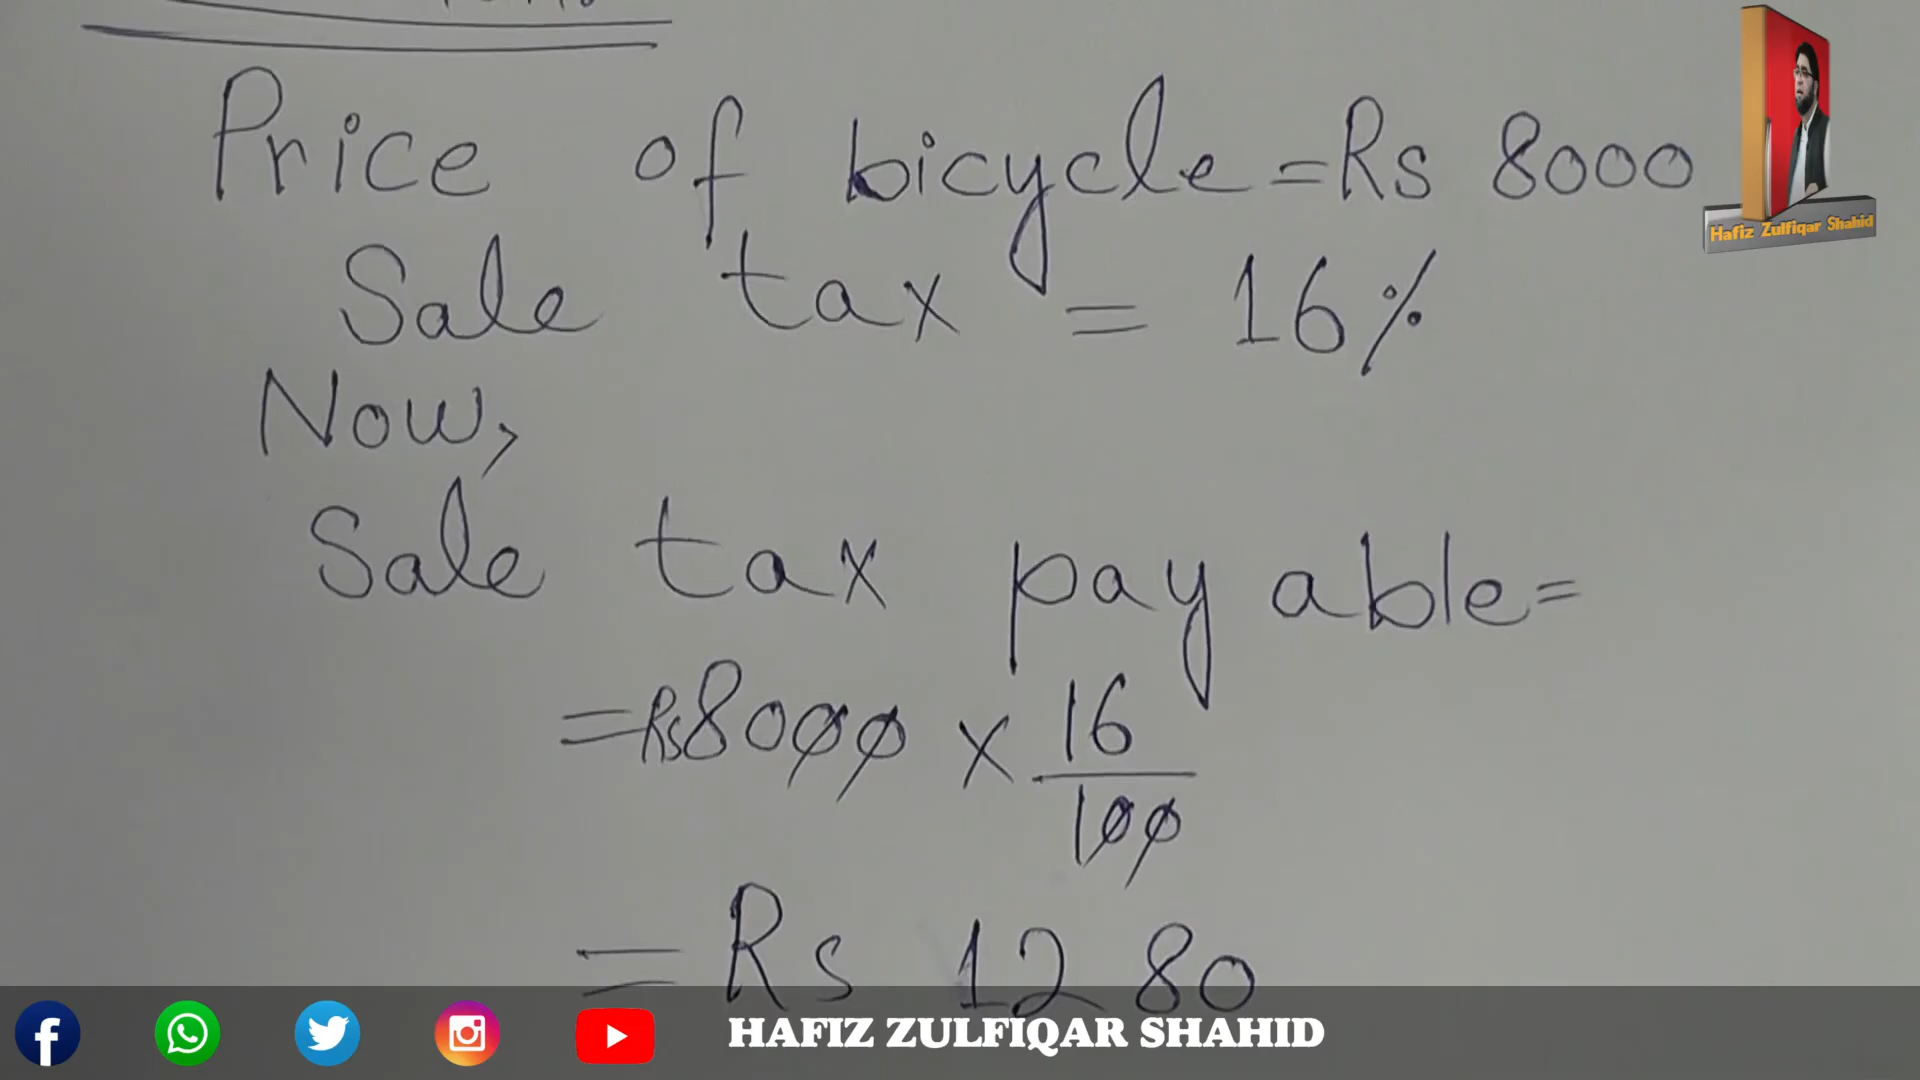 Price of bicycle = Rs 8000
Sale tax = 16%
Now,
Sale tax payable =
= Rs 8000 × 16/100
= Rs 1280
Hafiz Zulfiqar Shahid
HAFIZ ZULFIQAR SHAHID